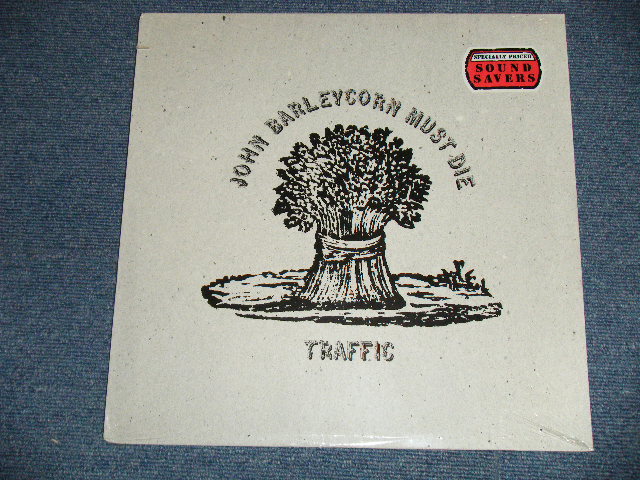 SPECIALLY PRICED
SOUND
SAVERS
JOHN BARLEYCORN MUST DIE
TRAFFIC